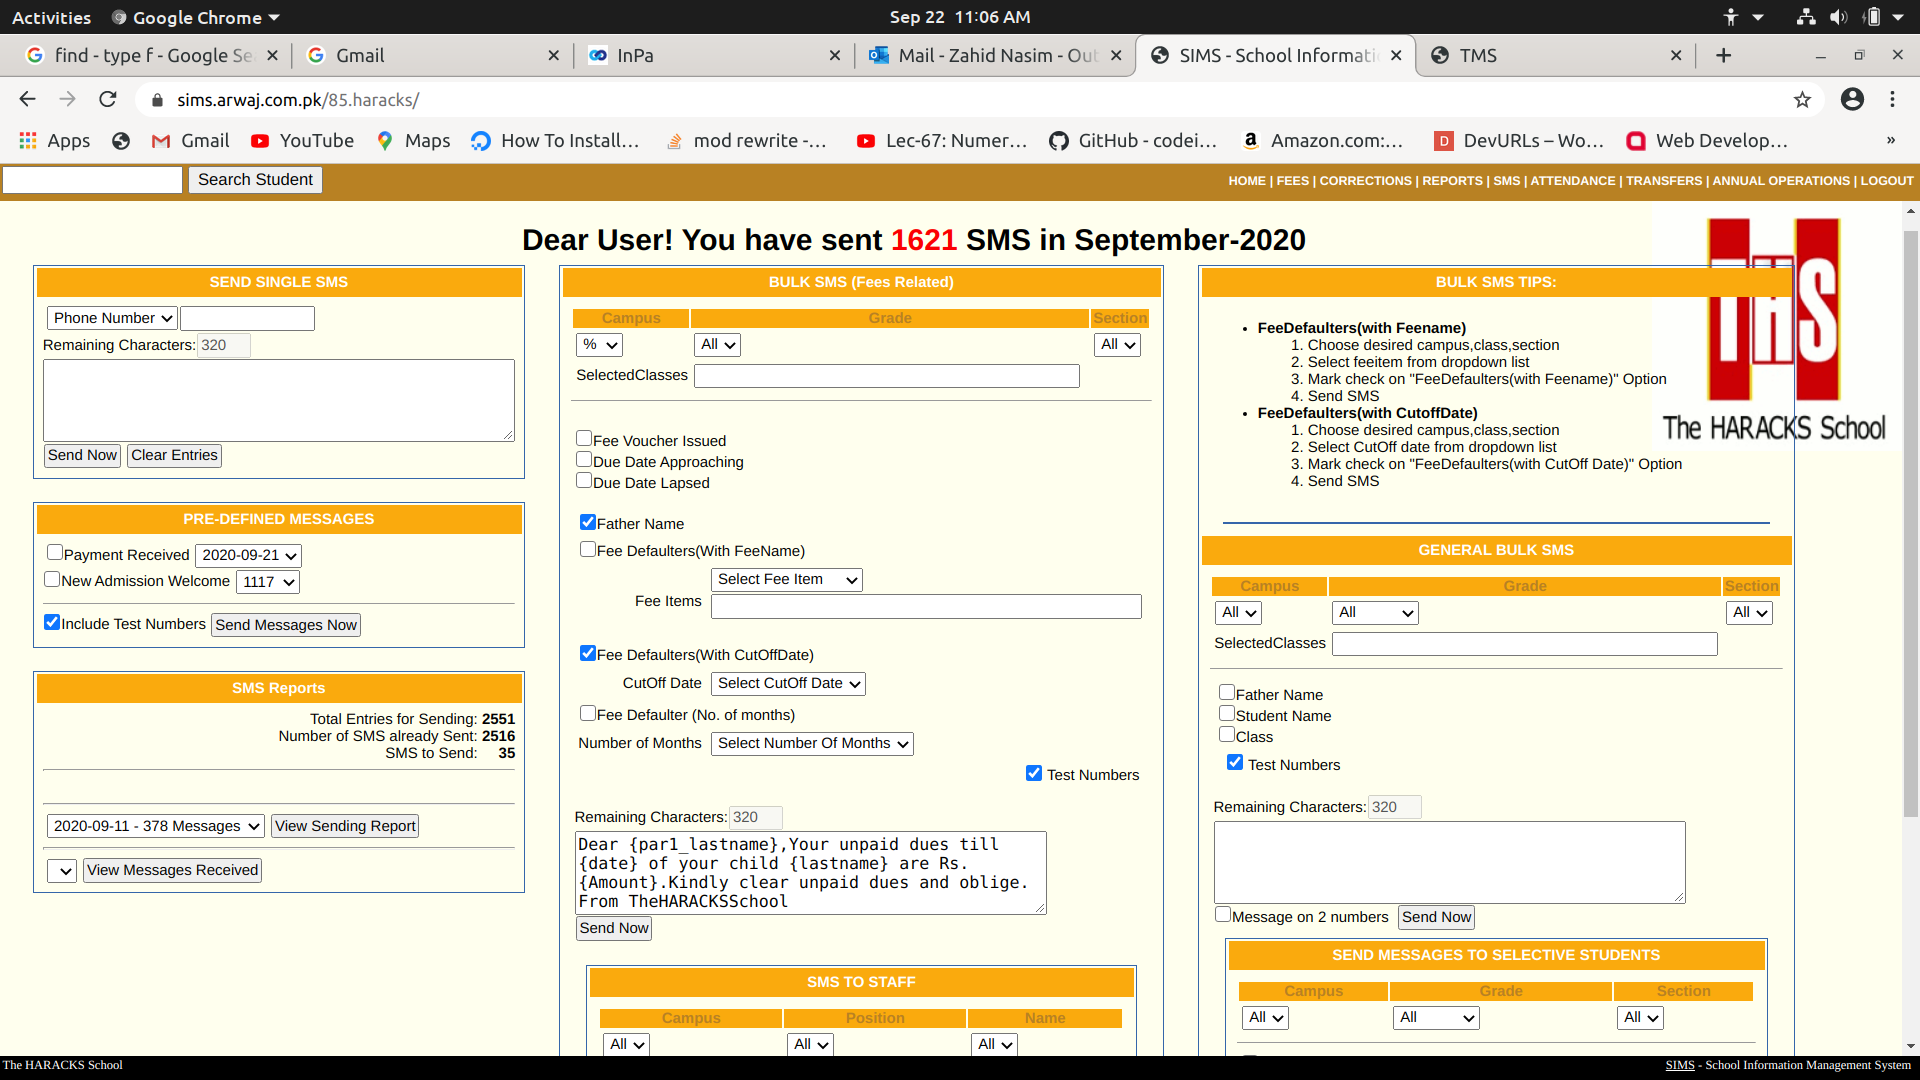 Activities
Google Chrome
Sep 22 11:06 AM
find - type f - Google Se
Gmail
InPa
Mail - Zahid Nasim - Out
SIMS - School Informati
TMS
sims.arwaj.com.pk/85.haracks/
Apps
Gmail
YouTube
Maps
How To Install...
mod rewrite -...
Lec-67: Numer...
GitHub - codei...
Amazon.com:...
DevURLs – Wo...
Web Develop...
»
Search Student
HOME | FEES | CORRECTIONS | REPORTS | SMS | ATTENDANCE | TRANSFERS | ANNUAL OPERATIONS | LOGOUT
Dear User! You have sent 1621 SMS in September-2020
THS
The HARACKS School
SEND SINGLE SMS
Phone Number
Remaining Characters: 320
Send Now
Clear Entries
PRE-DEFINED MESSAGES
Payment Received 2020-09-21
New Admission Welcome 1117
Include Test Numbers Send Messages Now
SMS Reports
Total Entries for Sending: 2551
Number of SMS already Sent: 2516
SMS to Send: 35
2020-09-11 - 378 Messages View Sending Report
View Messages Received
BULK SMS (Fees Related)
Campus Grade Section
% All All
SelectedClasses
Fee Voucher Issued
Due Date Approaching
Due Date Lapsed
Father Name
Fee Defaulters(With FeeName)
Select Fee Item
Fee Items
Fee Defaulters(With CutOffDate)
CutOff Date Select CutOff Date
Fee Defaulter (No. of months)
Number of Months Select Number Of Months
Test Numbers
Remaining Characters: 320
Dear {par1_lastname},Your unpaid dues till
{date} of your child {lastname} are Rs.
{Amount}.Kindly clear unpaid dues and oblige.
From TheHARACKSSchool
Send Now
SMS TO STAFF
Campus Position Name
All All All
BULK SMS TIPS:
• FeeDefaulters(with Feename)
1. Choose desired campus,class,section
2. Select feeitem from dropdown list
3. Mark check on "FeeDefaulters(with Feename)" Option
4. Send SMS
• FeeDefaulters(with CutoffDate)
1. Choose desired campus,class,section
2. Select CutOff date from dropdown list
3. Mark check on "FeeDefaulters(with CutOff Date)" Option
4. Send SMS
GENERAL BULK SMS
Campus Grade Section
All All All
SelectedClasses
Father Name
Student Name
Class
Test Numbers
Remaining Characters: 320
Message on 2 numbers Send Now
SEND MESSAGES TO SELECTIVE STUDENTS
Campus Grade Section
All All All
The HARACKS School
SIMS - School Information Management System